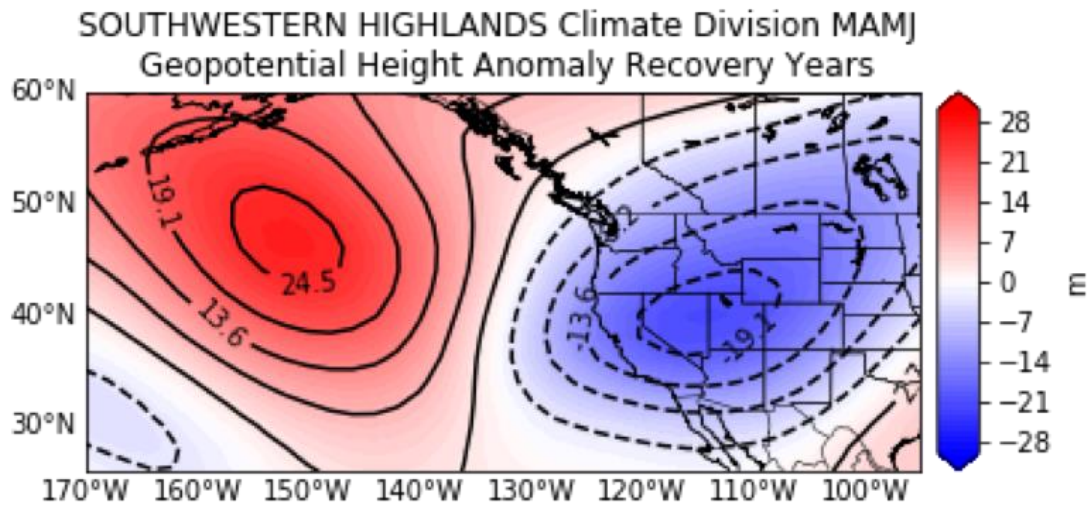 SOUTHWESTERN HIGHLANDS Climate Division MAMJ
Geopotential Height Anomaly Recovery Years
60°N
50°N
40°N
30°N
170°W 160°W 150°W 140°W 130°W 120°W 110°W 100°W
19.1
24.5
13.6
-13.6
-19.1
28
21
14
7
0
−7
−14
−21
−28
m